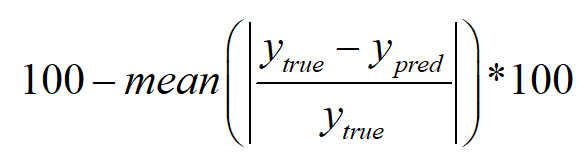 100 − mean(|(y_true − y_pred) / y_true|) * 100